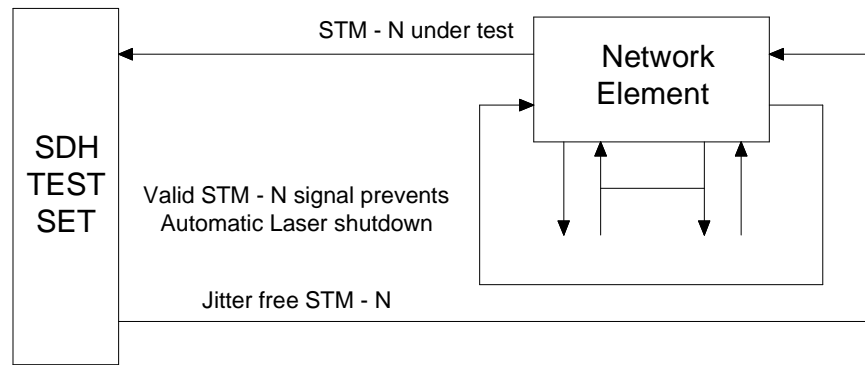 STM - N under test
Network
Element
SDH
TEST
SET
Valid STM - N signal prevents
Automatic Laser shutdown
Jitter free STM - N